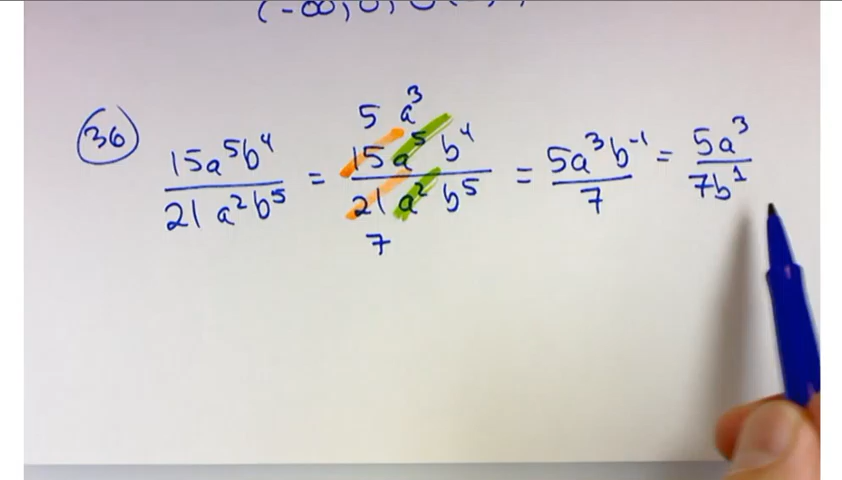 (-∞,
36
5 a³
15a⁵b⁴ / 21a²b⁵ = 15a⁵b⁴ / 21a²b⁵ = 5a³b⁻¹ / 7 = 5a³ / 7b¹
7